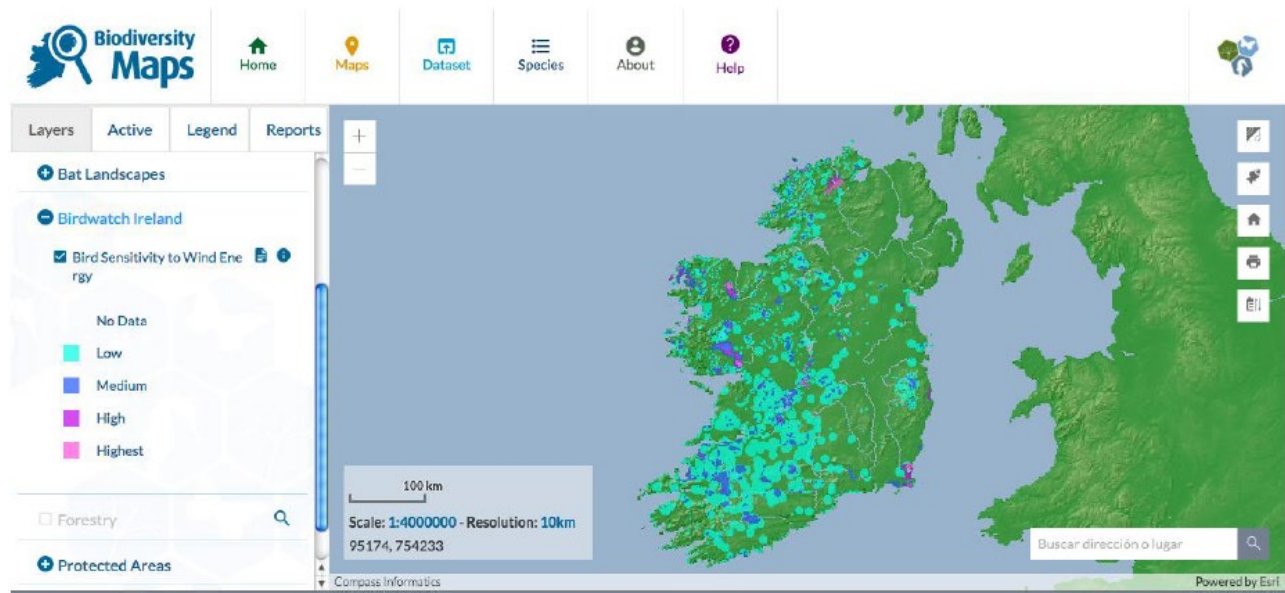 Biodiversity
Maps
Home
Maps
Dataset
Species
About
Help
Layers
Active
Legend
Reports
Bat Landscapes
Birdwatch Ireland
Bird Sensitivity to Wind Ene
rgy
No Data
Low
Medium
High
Highest
Forestry
Protected Areas
100 km
Scale: 1:4000000 - Resolution: 10km
95174, 754233
Buscar dirección o lugar
Compass Informatics
Powered by Esri